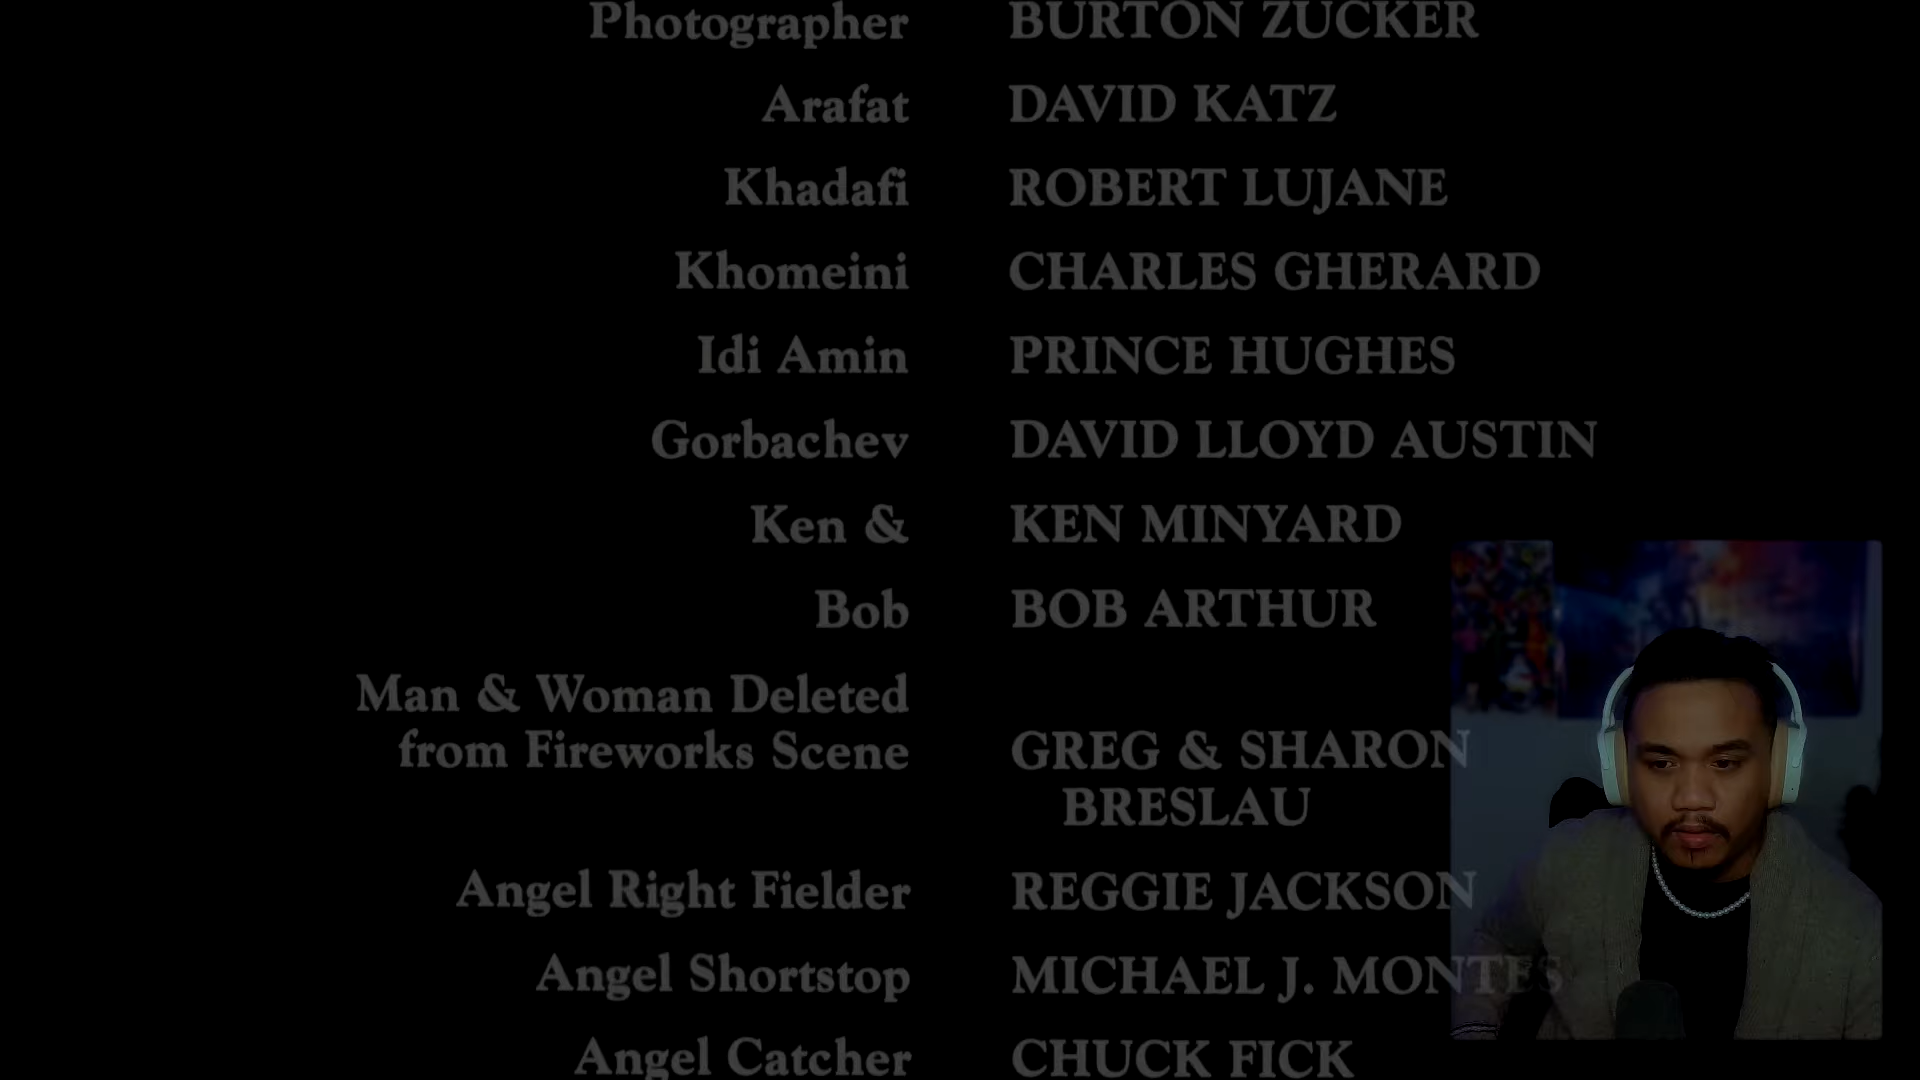 Photographer BURTON ZUCKER
Arafat DAVID KATZ
Khadafi ROBERT LUJANE
Khomeini CHARLES GHERARD
Idi Amin PRINCE HUGHES
Gorbachev DAVID LLOYD AUSTIN
Ken & KEN MINYARD
Bob BOB ARTHUR
Man & Woman Deleted
from Fireworks Scene GREG & SHARON
BRESLAU
Angel Right Fielder REGGIE JACKSON
Angel Shortstop MICHAEL J. MONTES
Angel Catcher CHUCK FICK